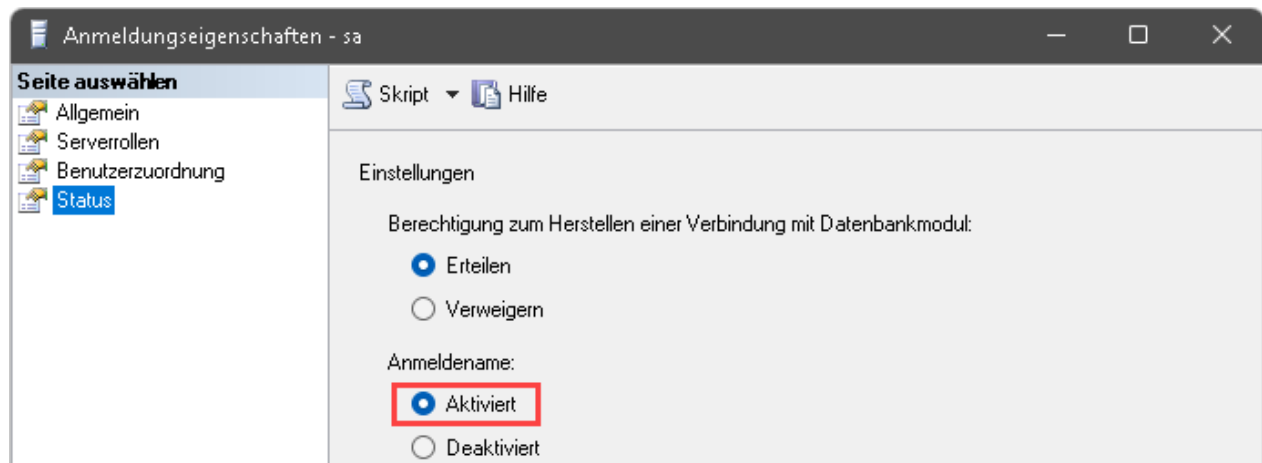 Anmeldungseigenschaften - sa
Seite auswählen
Allgemein
Serverrollen
Benutzerzuordnung
Status
Skript
Hilfe
Einstellungen
Berechtigung zum Herstellen einer Verbindung mit Datenbankmodul:
Erteilen
Verweigern
Anmeldename:
Aktiviert
Deaktiviert